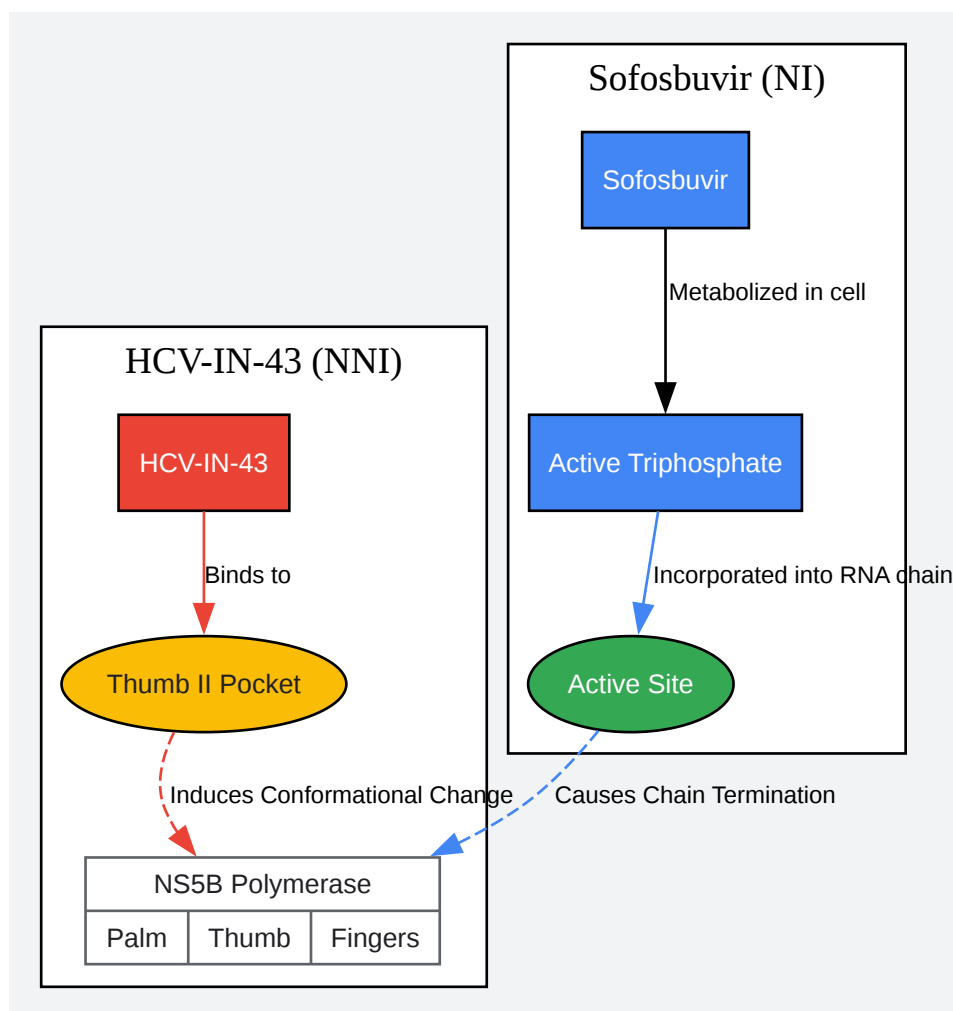 Sofosbuvir (NI)
Sofosbuvir
Metabolized in cell
HCV-IN-43 (NNI)
HCV-IN-43
Active Triphosphate
Binds to
Incorporated into RNA chain
Thumb II Pocket
Active Site
Induces Conformational Change
Causes Chain Termination
NS5B Polymerase
Palm
Thumb
Fingers